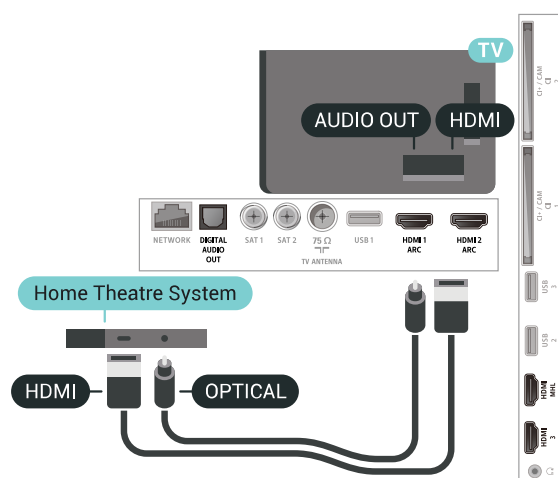 TV
AUDIO OUT
HDMI
NETWORK
DIGITAL
AUDIO
OUT
SAT 1
SAT 2
75 Ω
TV ANTENNA
USB 1
HDMI 1
ARC
HDMI 2
ARC
Home Theatre System
HDMI
OPTICAL
CI+ / CAM
CI+ / CAM
USB
3
USB
2
HDMI
MHL
HDMI
3